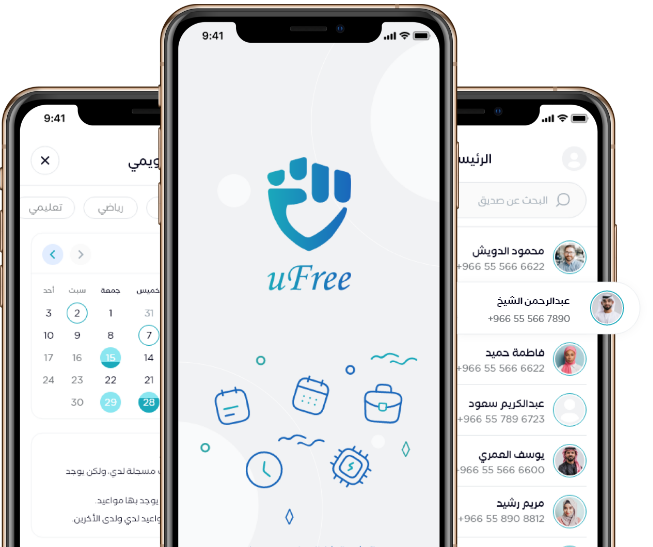 9:41
ويمي
رياضي
تعليمي
خميس
جمعة
سبت
أحد
31 1 2 3
7 8 9 10
14 15 16 17
21 22 23 24
28 29 30
مسجلة لدي، ولكن يوجد
يوجد بها مواعيد.
واعيد لدي ولدى الآخرين.
9:41
uFree
الرئيس
البحث عن صديق
محمود الدويش
+966 55 566 6622
عبدالرحمن الشيخ
+966 55 566 7890
فاطمة حميد
+966 55 566 6622
عبدالكريم سعود
+966 55 789 6723
يوسف العمري
+966 55 566 6600
مريم رشيد
+966 55 890 8812